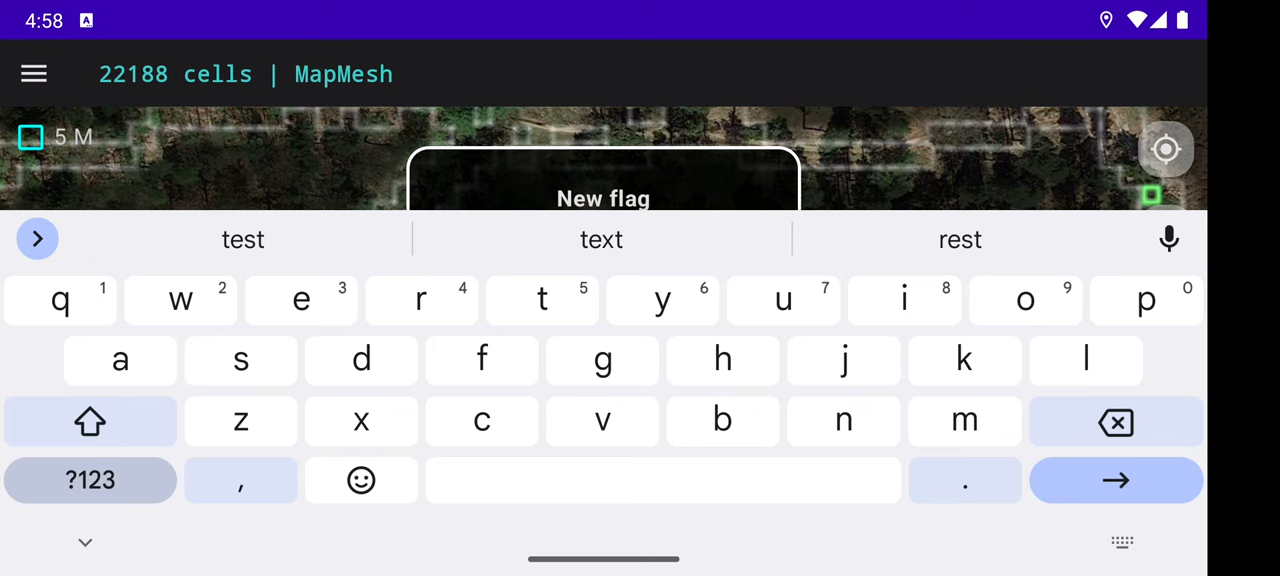 4:58 A
22188 cells | MapMesh
5 M
New flag
test text rest
q 1 w 2 e 3 r 4 t 5 y 6 u 7 i 8 o 9 p 0
a s d f g h j k l
z x c v b n m
?123 , .